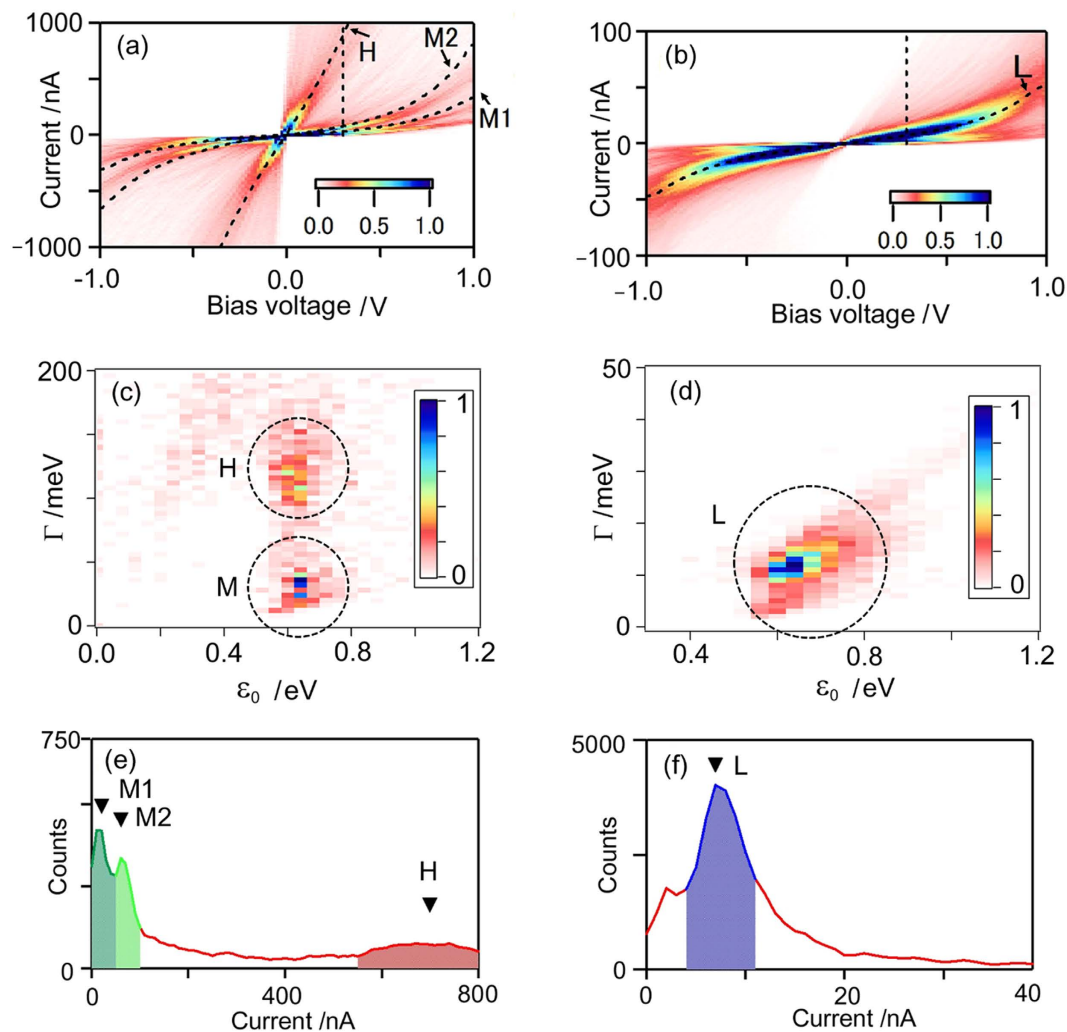 (a)
1000
0
−1000
Current /nA
H
M2
M1
0.0 0.5 1.0
-1.0 0.0 1.0
Bias voltage /V
(b)
100
0
-100
Current /nA
L
0.0 0.5 1.0
−1.0 0.0 1.0
Bias voltage /V
(c)
200
0
Γ /meV
H
M
1
0
0.0 0.4 0.8 1.2
ε0 /eV
(d)
50
0
Γ /meV
L
1
0
0.4 0.8 1.2
ε0 /eV
(e)
750
0
Counts
M1
M2
H
0 400 800
Current /nA
(f)
5000
0
Counts
L
0 20 40
Current /nA